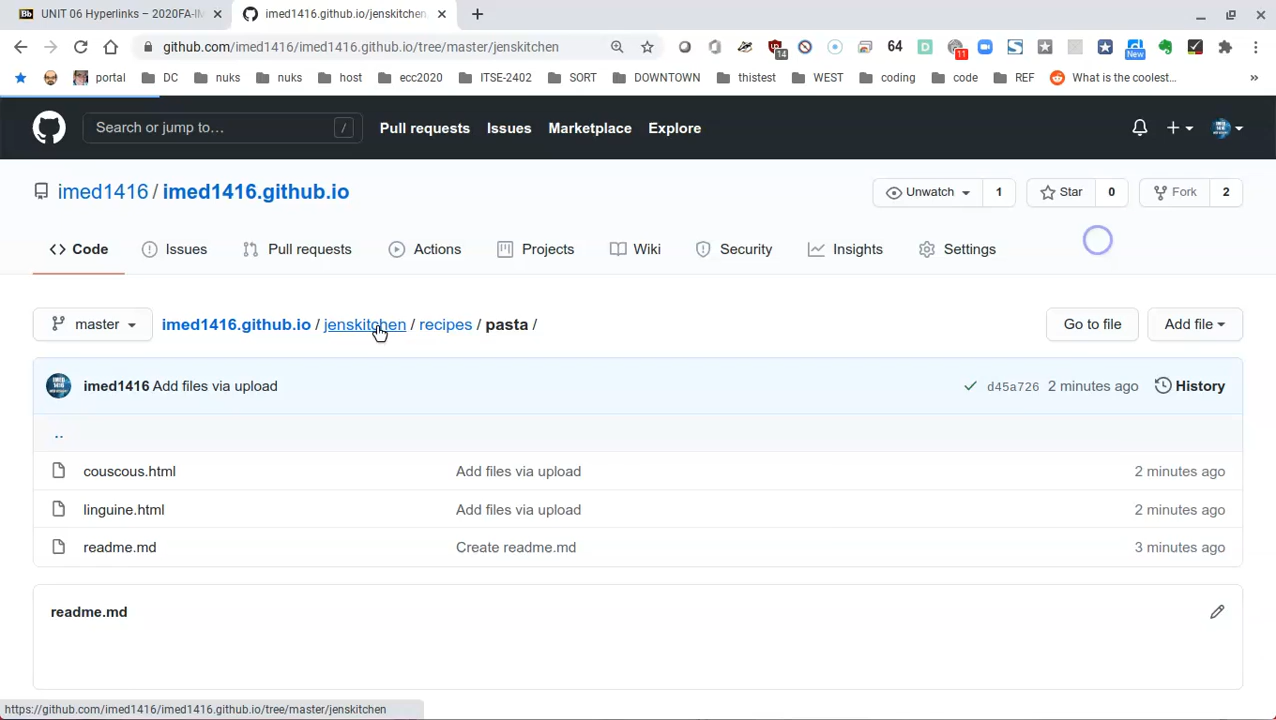 UNIT 06 Hyperlinks – 2020FA-IM
imed1416.github.io/jenskitchen
github.com/imed1416/imed1416.github.io/tree/master/jenskitchen
14
64
11
New
portal DC nuks nuks host ecc2020 ITSE-2402 SORT DOWNTOWN thstest WEST coding code REF What is the coolest… »
Search or jump to… / Pull requests Issues Marketplace Explore
imed1416 / imed1416.github.io Unwatch 1 Star 0 Fork 2
Code Issues Pull requests Actions Projects Wiki Security Insights Settings
master imed1416.github.io / jenskitchen / recipes / pasta / Go to file Add file
imed1416 Add files via upload d45a726 2 minutes ago History
..
couscous.html Add files via upload 2 minutes ago
linguine.html Add files via upload 2 minutes ago
readme.md Create readme.md 3 minutes ago
readme.md
https://github.com/imed1416/imed1416.github.io/tree/master/jenskitchen